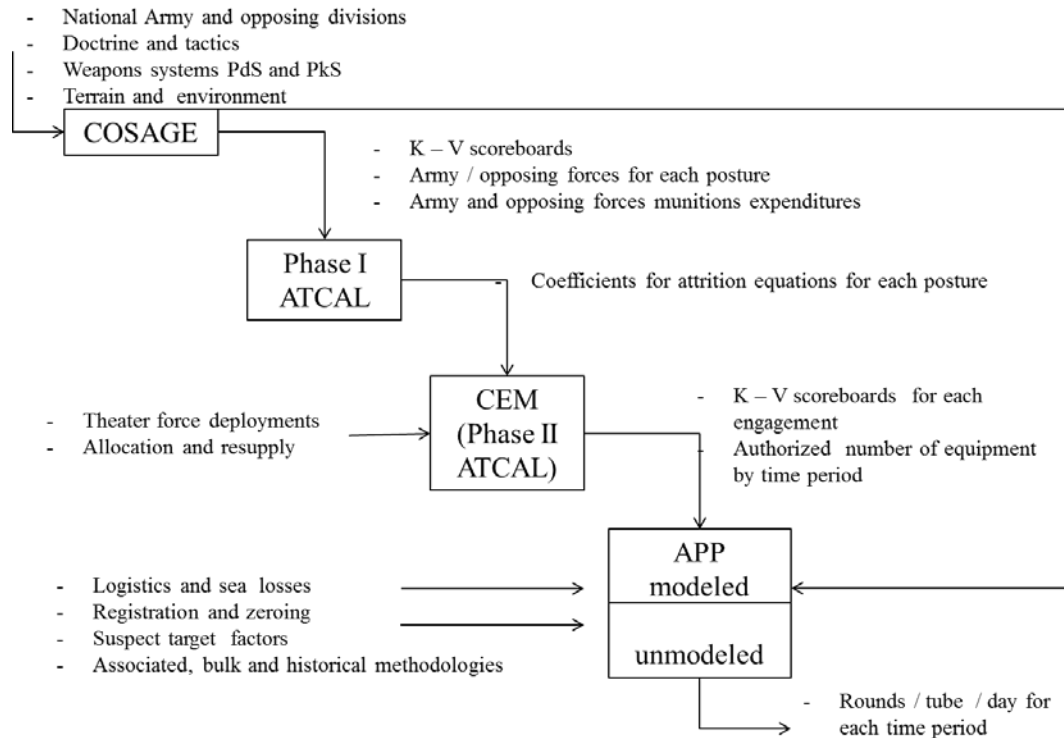 - National Army and opposing divisions
- Doctrine and tactics
- Weapons systems PdS and PkS
- Terrain and environment
COSAGE
- K – V scoreboards
- Army / opposing forces for each posture
- Army and opposing forces munitions expenditures
Phase I
ATCAL
- Coefficients for attrition equations for each posture
CEM
(Phase II
ATCAL)
- Theater force deployments
- Allocation and resupply
- K – V scoreboards for each
engagement
- Authorized number of equipment
by time period
APP
modeled
unmodeled
- Logistics and sea losses
- Registration and zeroing
- Suspect target factors
- Associated, bulk and historical methodologies
- Rounds / tube / day for
each time period